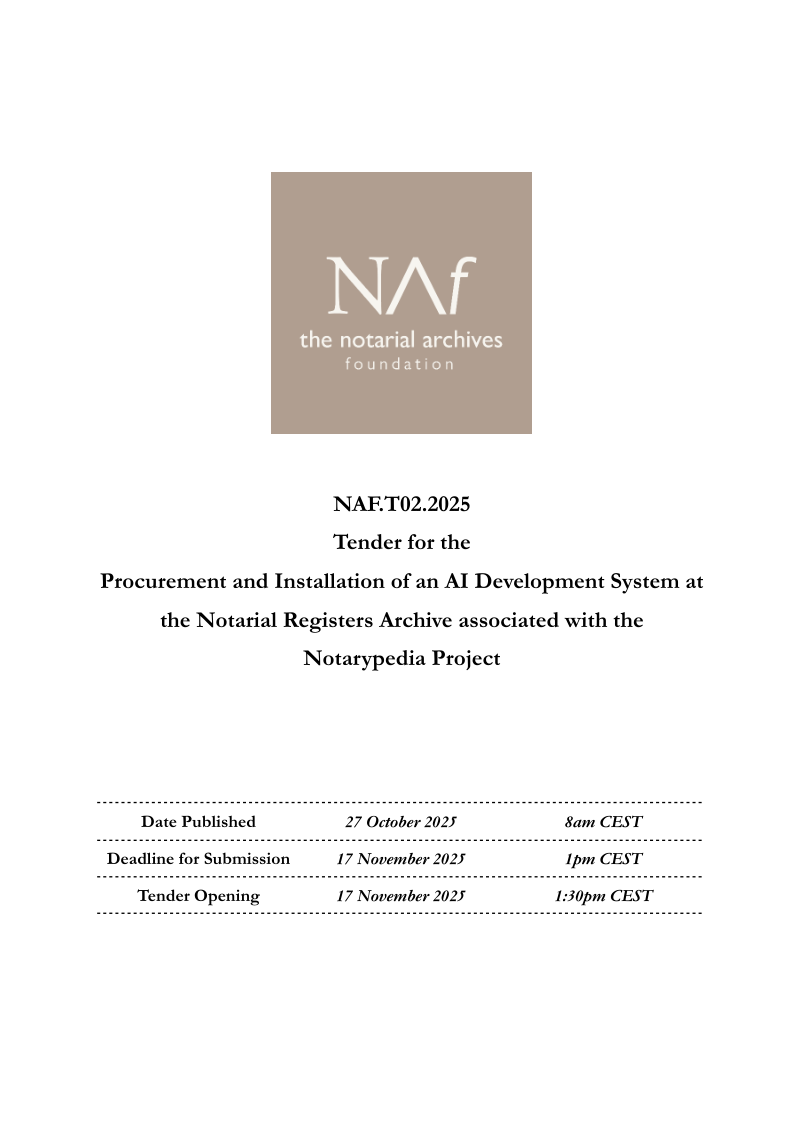 NAf
the notarial archives
foundation
NAF.T02.2025
Tender for the
Procurement and Installation of an AI Development System at
the Notarial Registers Archive associated with the
Notarypedia Project
Date Published 27 October 2025 8am CEST
Deadline for Submission 17 November 2025 1pm CEST
Tender Opening 17 November 2025 1:30pm CEST